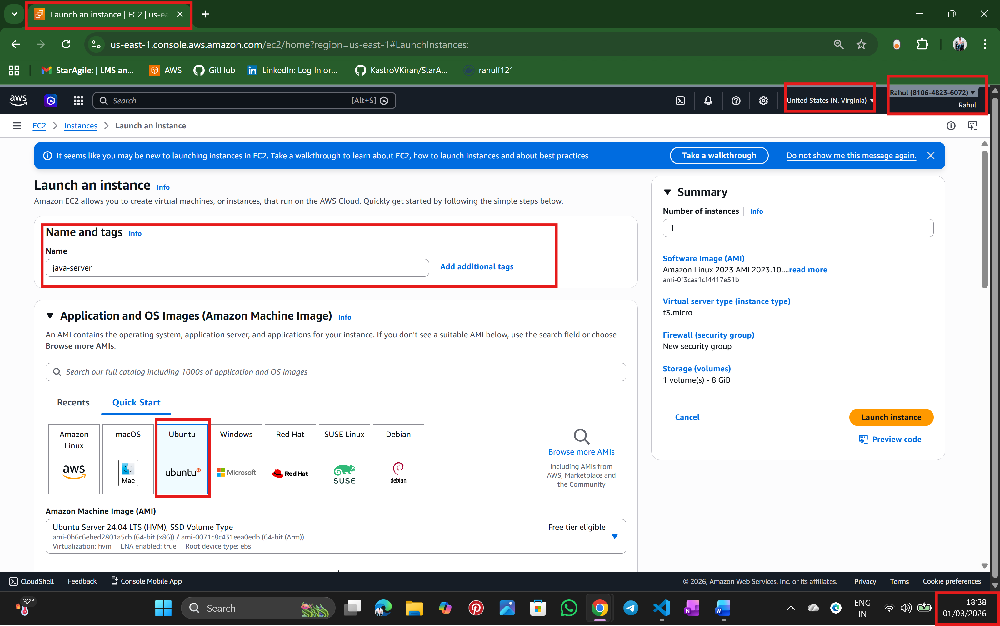 Launch an instance | EC2 | us-ea
us-east-1.console.aws.amazon.com/ec2/home?region=us-east-1#LaunchInstances:
StarAgile: | LMS an...
AWS
GitHub
LinkedIn: Log In or...
KastroVKiran/StarA...
rahulf121
aws
Search
[Alt+S]
United States (N. Virginia)
Rahul (8106-4823-6072)
Rahul
EC2
Instances
Launch an instance
It seems like you may be new to launching instances in EC2. Take a walkthrough to learn about EC2, how to launch instances and about best practices
Take a walkthrough
Do not show me this message again.
Launch an instance Info
Amazon EC2 allows you to create virtual machines, or instances, that run on the AWS Cloud. Quickly get started by following the simple steps below.
Name and tags Info
Name
java-server
Add additional tags
Application and OS Images (Amazon Machine Image) Info
An AMI contains the operating system, application server, and applications for your instance. If you don't see a suitable AMI below, use the search field or choose
Browse more AMIs.
Search our full catalog including 1000s of application and OS images
Recents
Quick Start
Amazon
Linux
aws
macOS
Mac
Ubuntu
ubuntu
Windows
Microsoft
Red Hat
Red Hat
SUSE Linux
SUSE
Debian
debian
Browse more AMIs
Including AMIs from
AWS, Marketplace and
the Community
Amazon Machine Image (AMI)
Ubuntu Server 24.04 LTS (HVM), SSD Volume Type
Free tier eligible
ami-0b6c6ebed2801a5cb (64-bit (x86)) / ami-0071c8c431eea0edb (64-bit (Arm))
Virtualization: hvm ENA enabled: true Root device type: ebs
Summary
Number of instances Info
1
Software Image (AMI)
Amazon Linux 2023 AMI 2023.10....read more
ami-0f3caa1cf4417e51b
Virtual server type (instance type)
t3.micro
Firewall (security group)
New security group
Storage (volumes)
1 volume(s) - 8 GiB
Cancel
Launch instance
Preview code
CloudShell
Feedback
Console Mobile App
© 2026, Amazon Web Services, Inc. or its affiliates.
Privacy
Terms
Cookie preferences
32°
Search
ENG
IN
18:38
01/03/2026